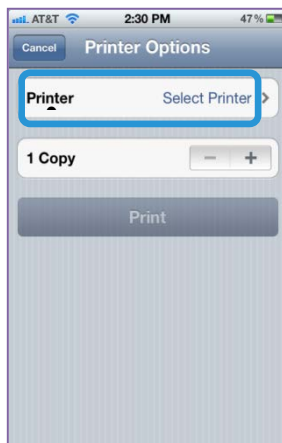 AT&T 2:30 PM 47%
Cancel Printer Options
Printer Select Printer
1 Copy − +
Print